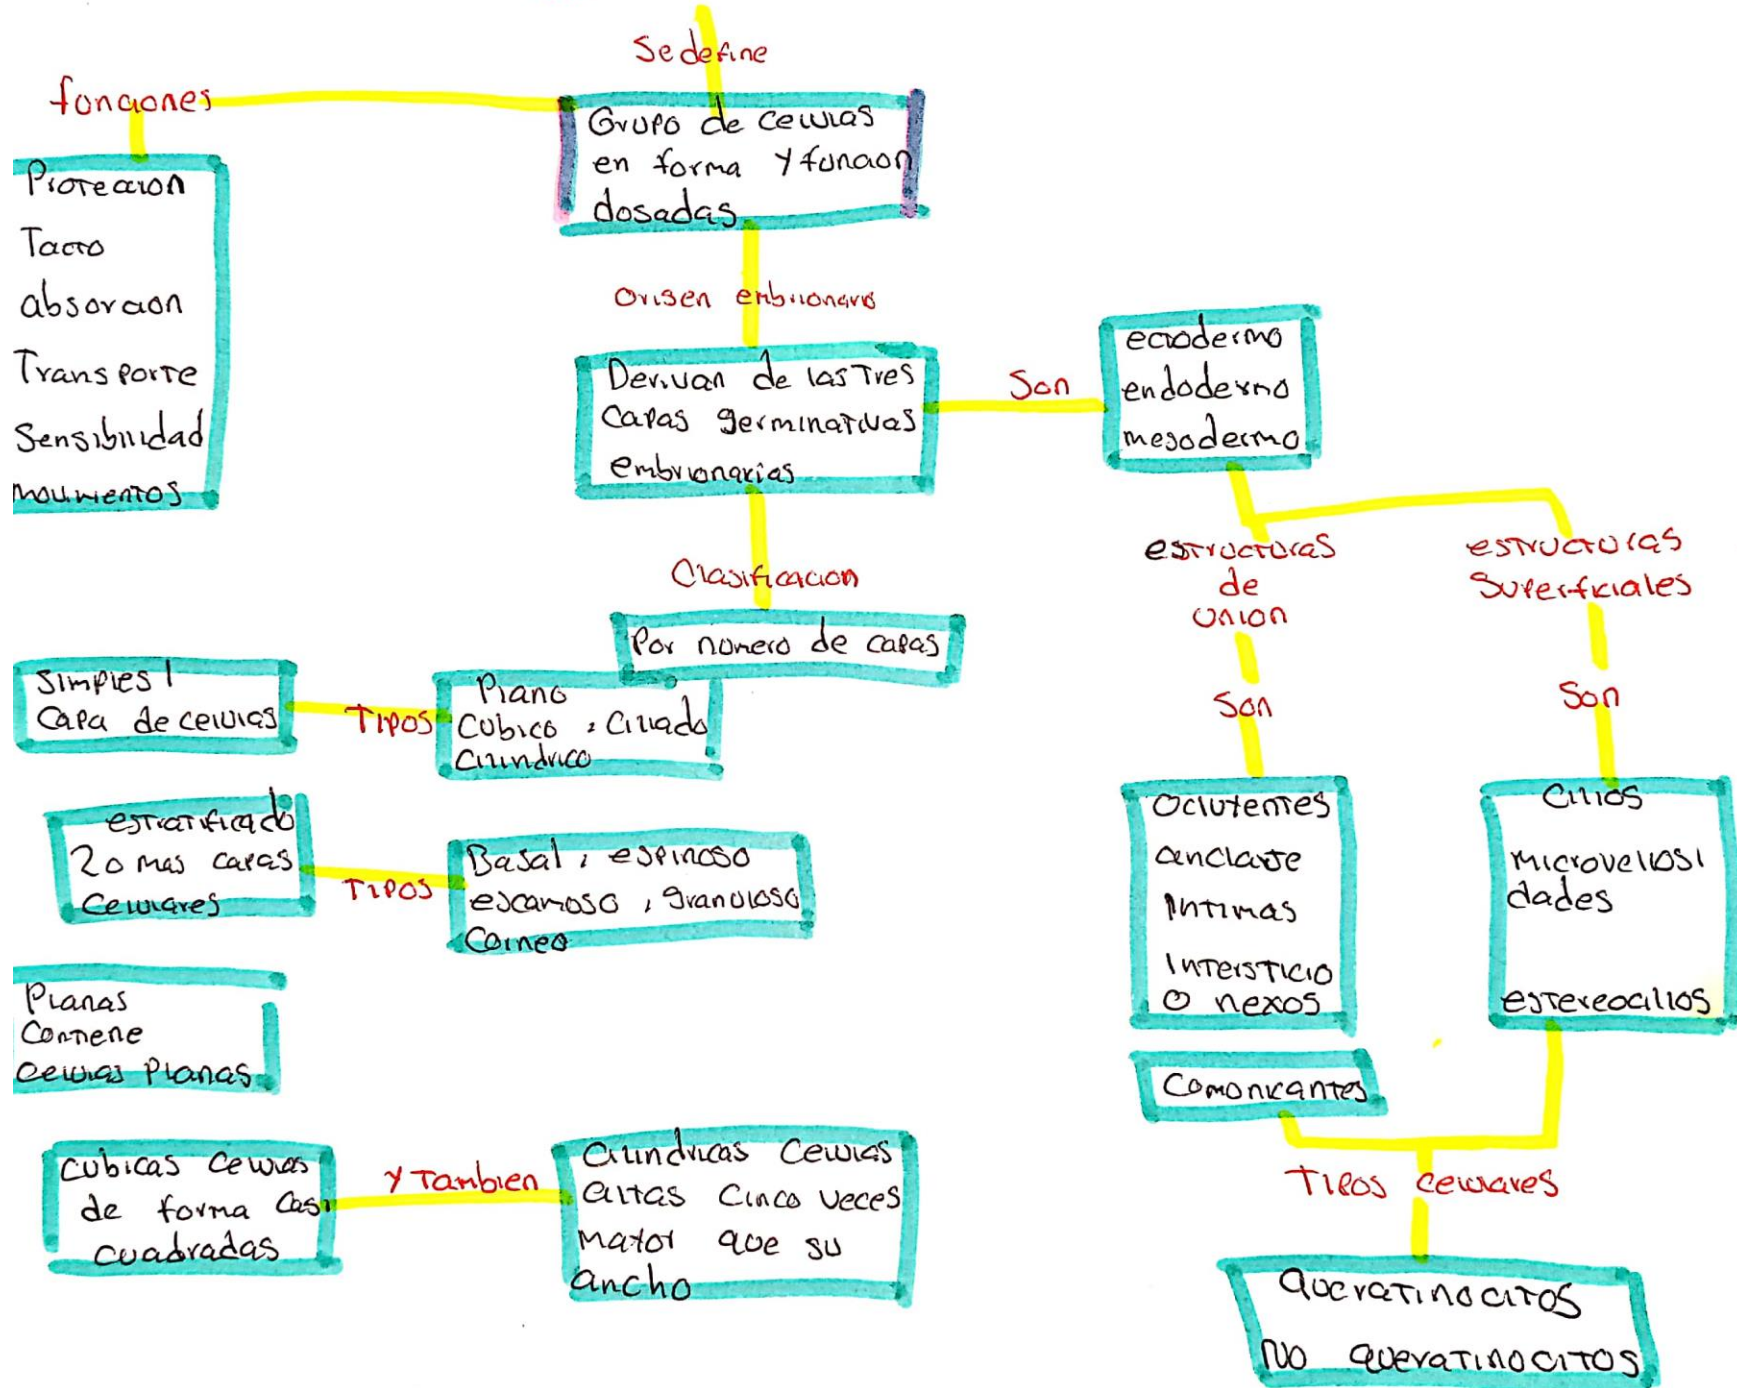 Se define
funciones
Grupo de celulas
en forma y funcion
dosadas
Proteccion
Tacto
absorcion
Transporte
Sensibilidad
movimientos
Origen embrionario
Derivan de las Tres
Capas germinativas
embrionarias
Son
ectodermo
endodermo
mesodermo
Clasificacion
Por numero de capas
Simples 1
Capa de celulas
Tipos
Plano
Cubico, Ciliado
Cilindrico
estratificado
2 o mas capas
Celulares
Tipos
Basal, espinoso
escamoso, granuloso
Corneo
Planas
Contiene
Celulas Planas
Cubicas Celulas
de forma casi
cuadradas
y Tambien
Cilindricas Celulas
altas Cinco veces
mayor que su
ancho
estructuras
de
union
Son
Oclutentes
anclaje
Intimas
Intersticio
O nexos
Comonicantes
estructuras
Superficiales
Son
Cilios
Microvellosi
dades
estereocilios
Tipos celulares
Queratinocitos
No queratinocitos